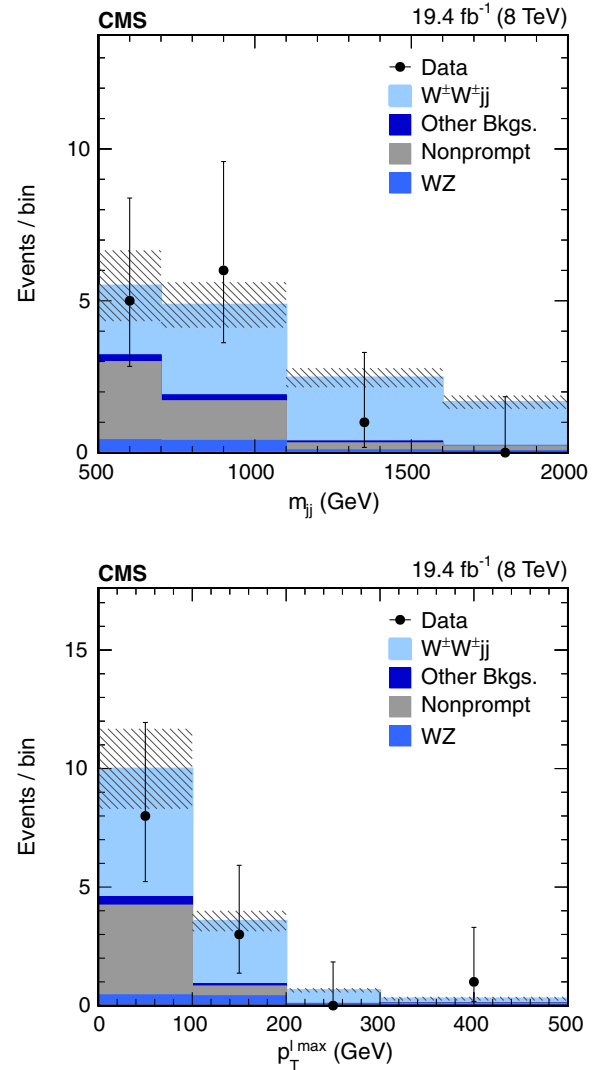 CMS 19.4 fb⁻¹ (8 TeV)
Data
W±W±jj
Other Bkgs.
Nonprompt
WZ
10
5
0
Events / bin
500 1000 1500 2000
m_jj (GeV)
CMS 19.4 fb⁻¹ (8 TeV)
Data
W±W±jj
Other Bkgs.
Nonprompt
WZ
15
10
5
0
Events / bin
0 100 200 300 400 500
p_T^l max (GeV)